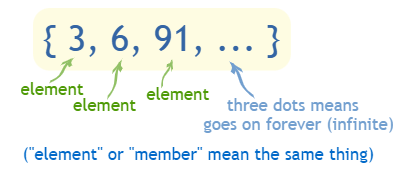 { 3, 6, 91, ... }
element
element
element
three dots means
goes on forever (infinite)
("element" or "member" mean the same thing)